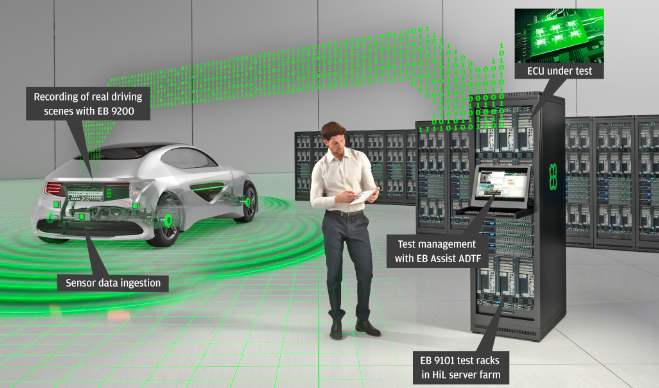 ECU under test
Recording of real driving
scenes with EB 9200
Test management
with EB Assist ADTF
Sensor data ingestion
EB 9101 test racks
in HiL server farm